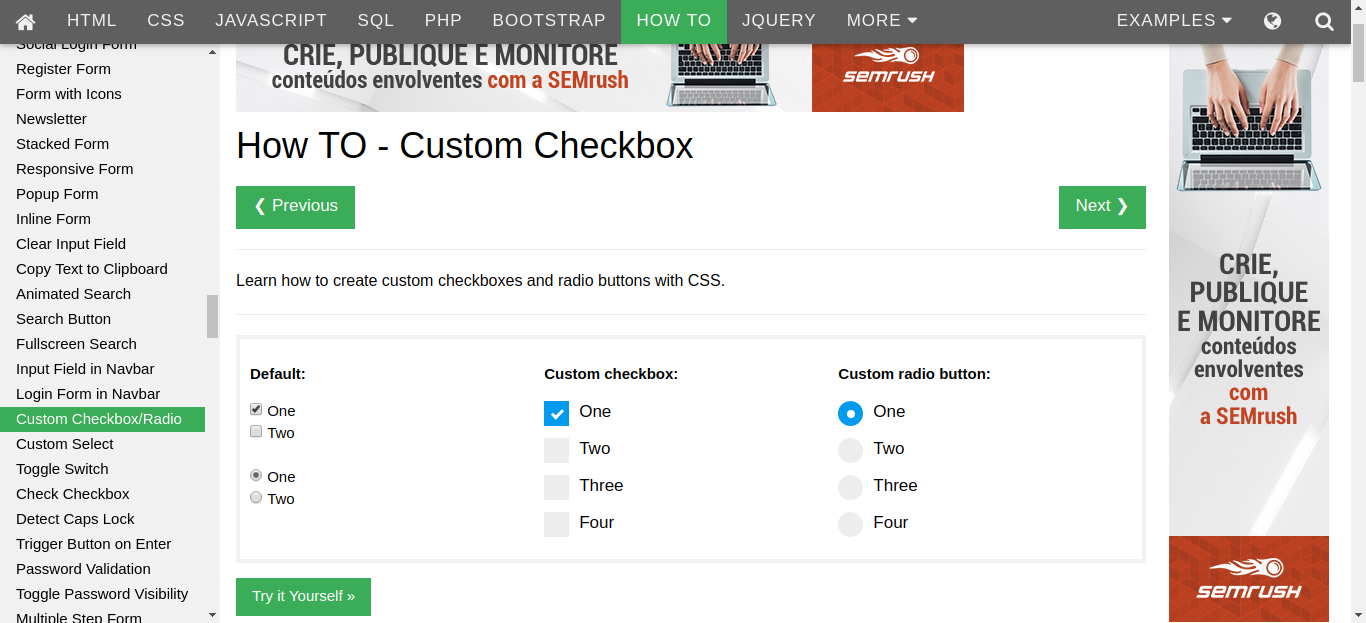 HTML CSS JAVASCRIPT SQL PHP BOOTSTRAP HOW TO JQUERY MORE EXAMPLES
Social Login Form
Register Form
Form with Icons
Newsletter
Stacked Form
Responsive Form
Popup Form
Inline Form
Clear Input Field
Copy Text to Clipboard
Animated Search
Search Button
Fullscreen Search
Input Field in Navbar
Login Form in Navbar
Custom Checkbox/Radio
Custom Select
Toggle Switch
Check Checkbox
Detect Caps Lock
Trigger Button on Enter
Password Validation
Toggle Password Visibility
Multiple Step Form
CRIE, PUBLIQUE E MONITORE
conteúdos envolventes com a SEMrush
semrush
How TO - Custom Checkbox
❮ Previous
Next ❯
Learn how to create custom checkboxes and radio buttons with CSS.
Default:
One
Two
One
Two
Custom checkbox:
One
Two
Three
Four
Custom radio button:
One
Two
Three
Four
Try it Yourself »
CRIE,
PUBLIQUE
E MONITORE
conteúdos
envolventes
com
a SEMrush
semrush